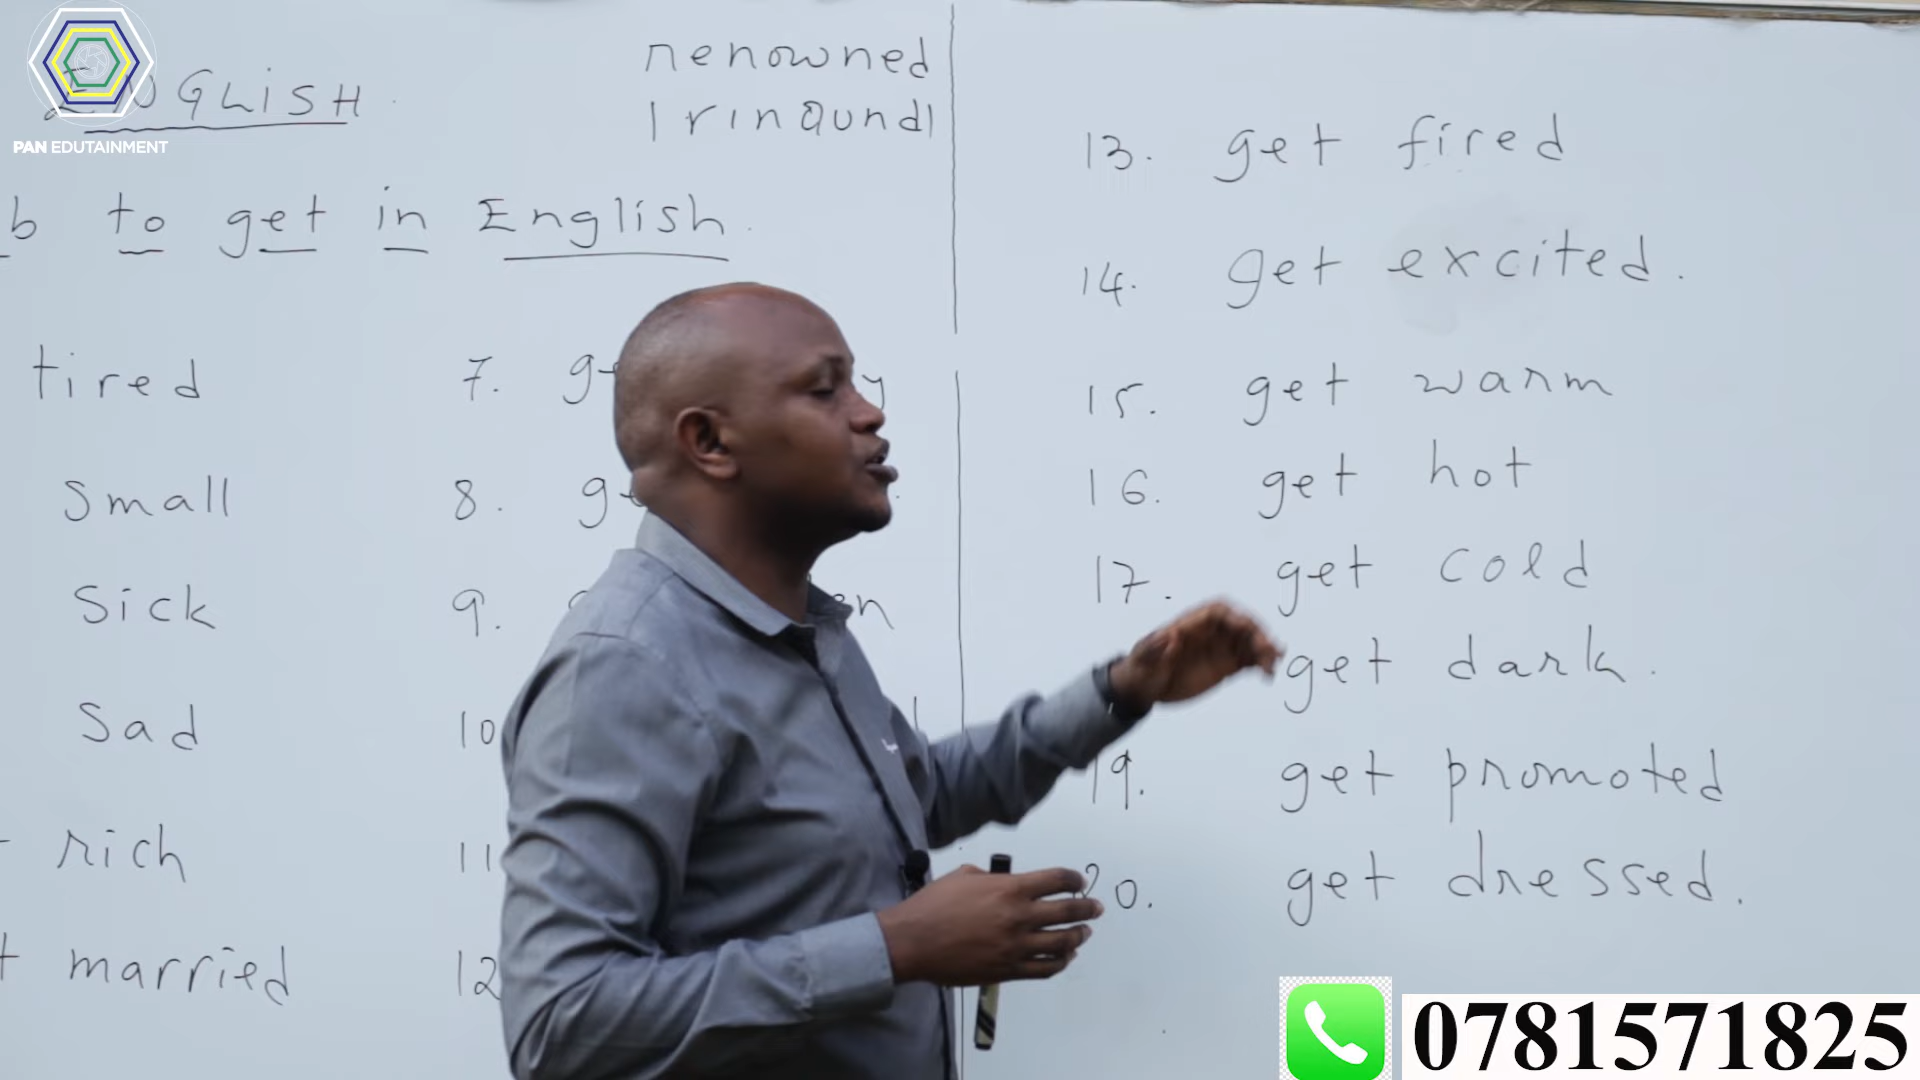 PAN EDUTAINMENT
ENGLISH
renowned
|rɪnaʊnd|
b to get in English.
tired
small
sick
sad
rich
married
7.
8.
9.
10
11
12
13. get fired
14. get excited.
15. get warm
16. get hot
17. get cold
get dark.
19. get promoted
20. get dressed.
0781571825